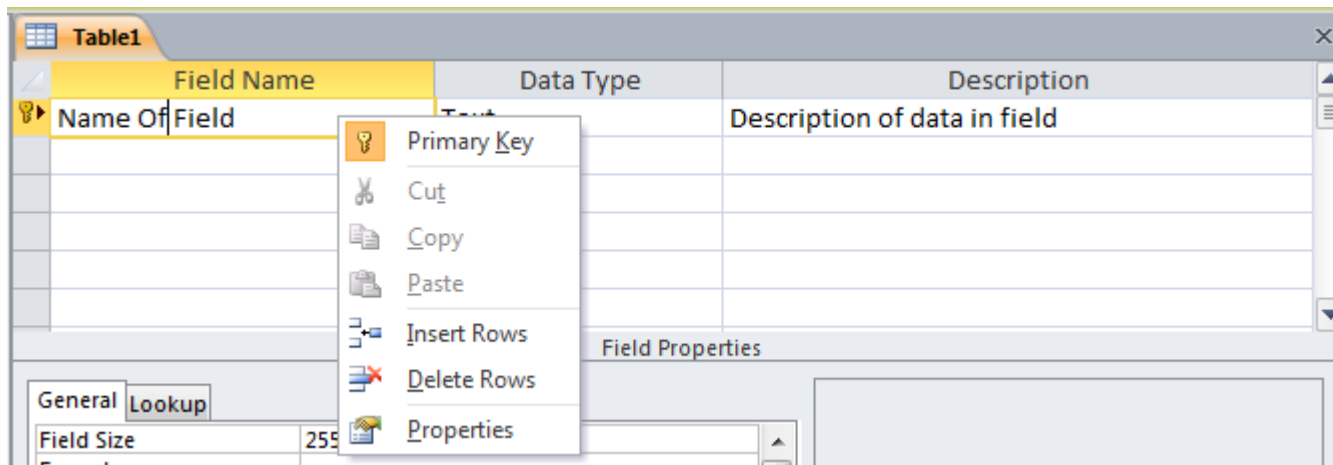 Table1
Field Name Data Type Description
Name Of Field Text Description of data in field
Primary Key
Cut
Copy
Paste
Insert Rows
Delete Rows
Properties
Field Properties
General Lookup
Field Size 255